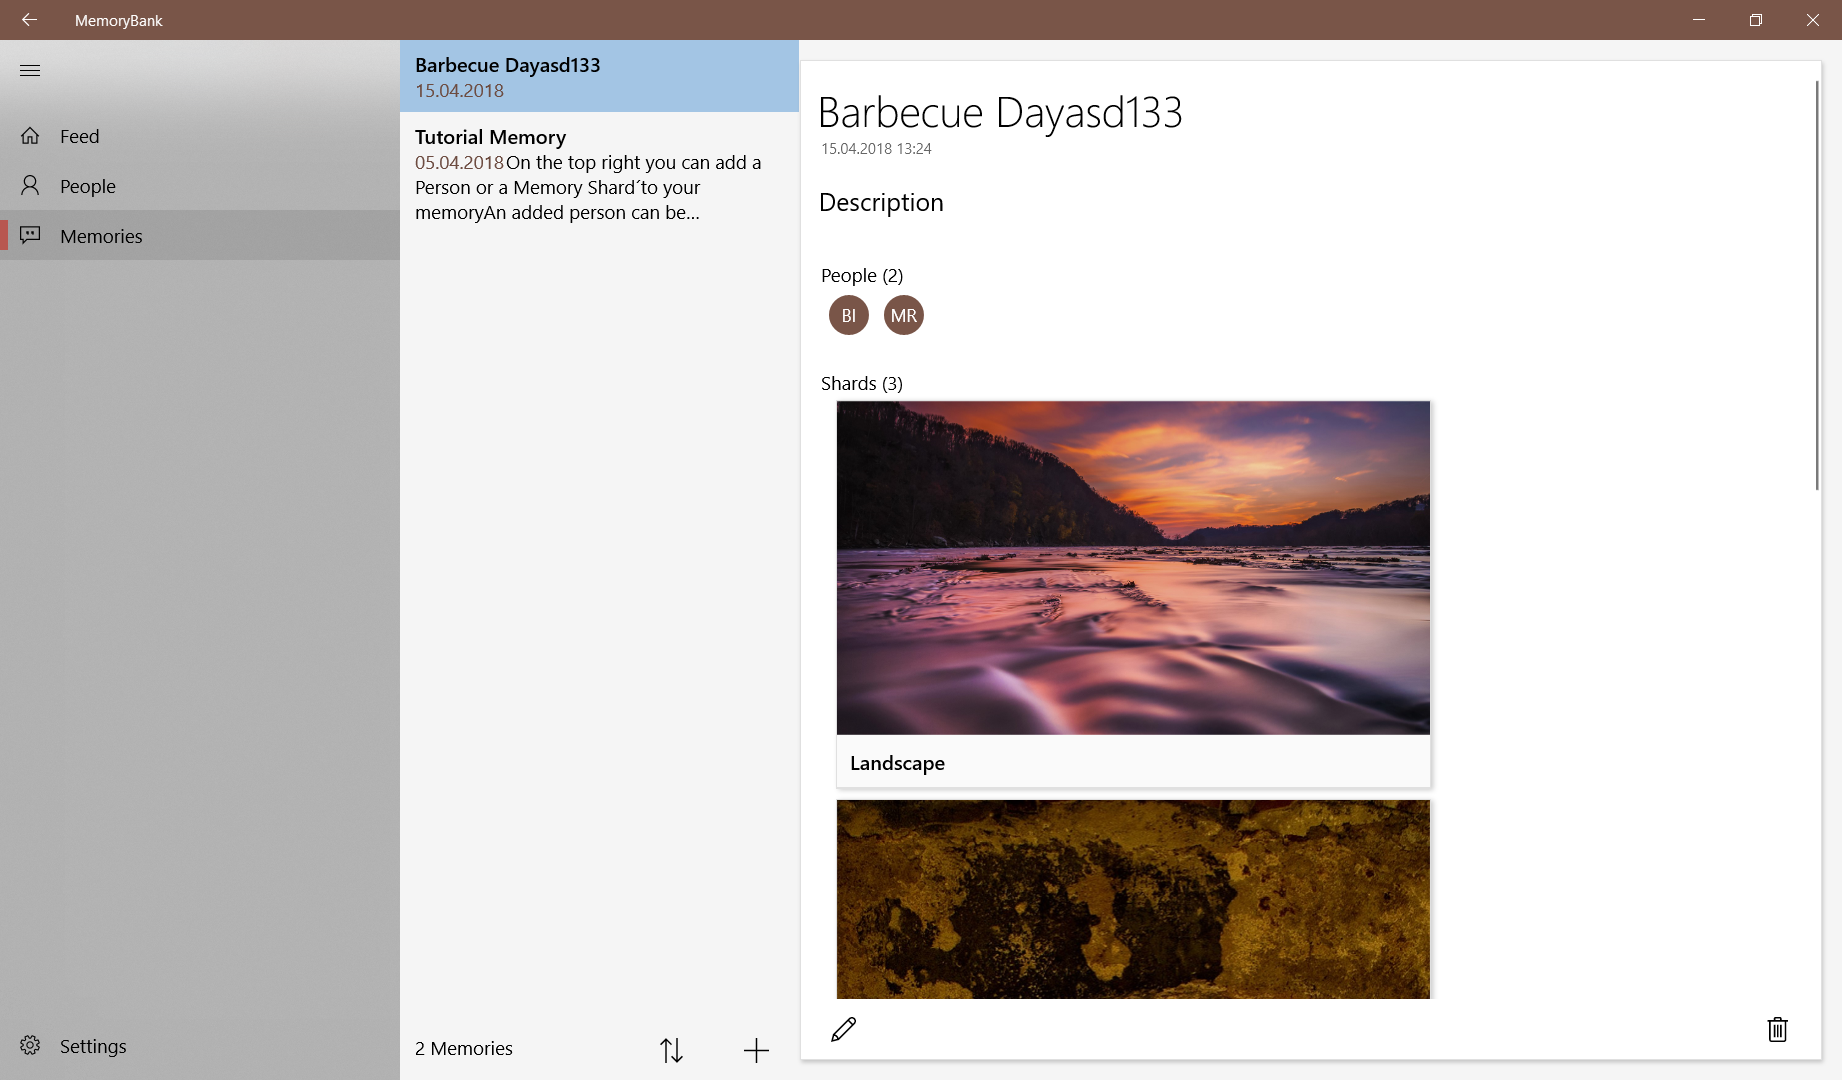 MemoryBank
Feed
People
Memories
Settings
Barbecue Dayasd133
15.04.2018
Tutorial Memory
05.04.2018 On the top right you can add a
Person or a Memory Shard´to your
memoryAn added person can be...
2 Memories
Barbecue Dayasd133
15.04.2018 13:24
Description
People (2)
BI MR
Shards (3)
Landscape